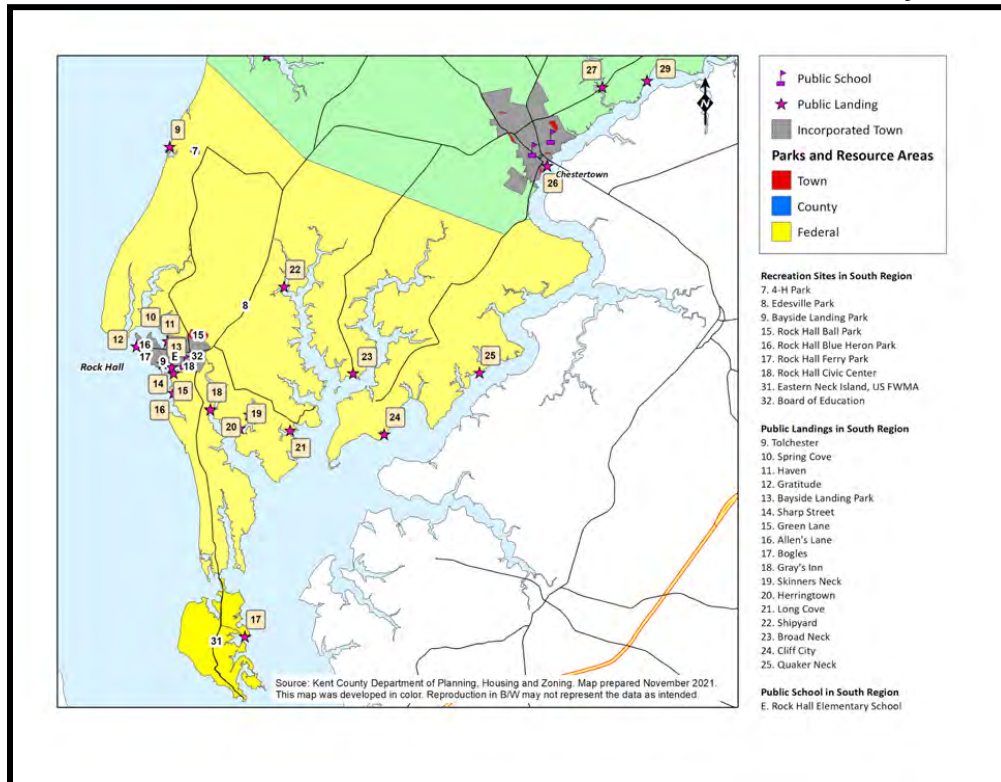 9
7
27
29
N
Chestertown
26
22
8
10
11
12
16
17
15
13
E
32
9
18
Rock Hall
14
15
16
18
19
20
21
23
24
25
17
31
Source: Kent County Department of Planning, Housing and Zoning. Map prepared November 2021.
This map was developed in color. Reproduction in B/W may not represent the data as intended
Public School
Public Landing
Incorporated Town
Parks and Resource Areas
Town
County
Federal
Recreation Sites in South Region
7. 4-H Park
8. Edesville Park
9. Bayside Landing Park
15. Rock Hall Ball Park
16. Rock Hall Blue Heron Park
17. Rock Hall Ferry Park
18. Rock Hall Civic Center
31. Eastern Neck Island, US FWMA
32. Board of Education
Public Landings in South Region
9. Tolchester
10. Spring Cove
11. Haven
12. Gratitude
13. Bayside Landing Park
14. Sharp Street
15. Green Lane
16. Allen's Lane
17. Bogles
18. Gray's Inn
19. Skinners Neck
20. Herringtown
21. Long Cove
22. Shipyard
23. Broad Neck
24. Cliff City
25. Quaker Neck
Public School in South Region
E. Rock Hall Elementary School